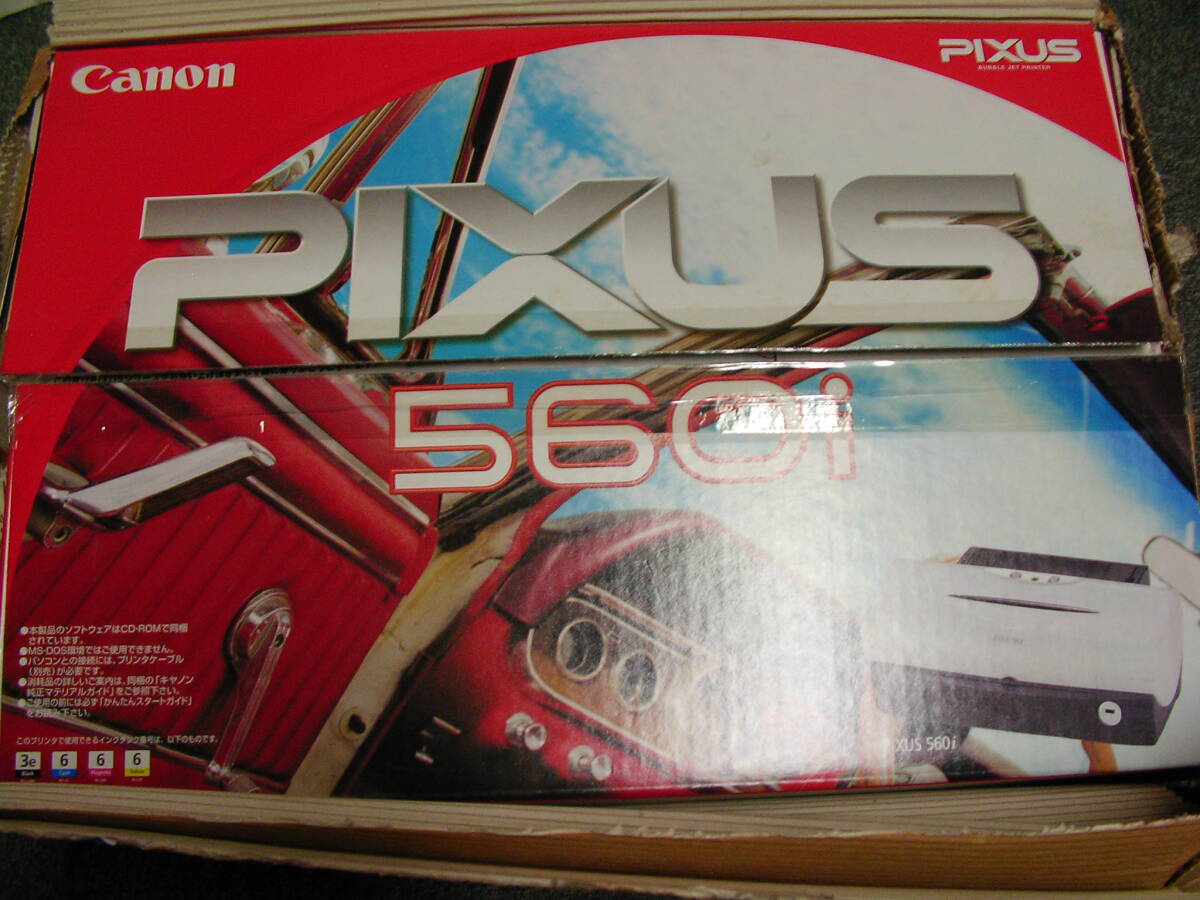 Canon
PIXUS
BUBBLE JET PRINTER
PIXUS
560i
1
●本製品のソフトウェアはCD-ROMで同梱
されています。
●MS-DOS環境ではご使用できません。
●パソコンとの接続には、プリンタケーブル
(別売)が必要です。
●消耗品の詳しいご案内は、同梱の「キヤノン
純正マテリアルガイド」をご参照下さい。
●ご使用の前には必ず「かんたんスタートガイド」
をお読み下さい。
このプリンタで使用できるインクタンク番号は、以下のものです。
3e 6 6 6
Black Cyan Magenta Yellow
XUS 560i